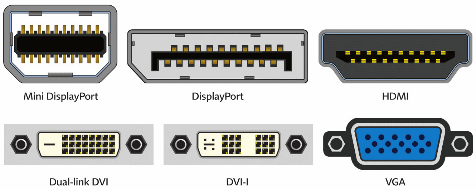 Mini DisplayPort
DisplayPort
HDMI
Dual-link DVI
DVI-I
VGA